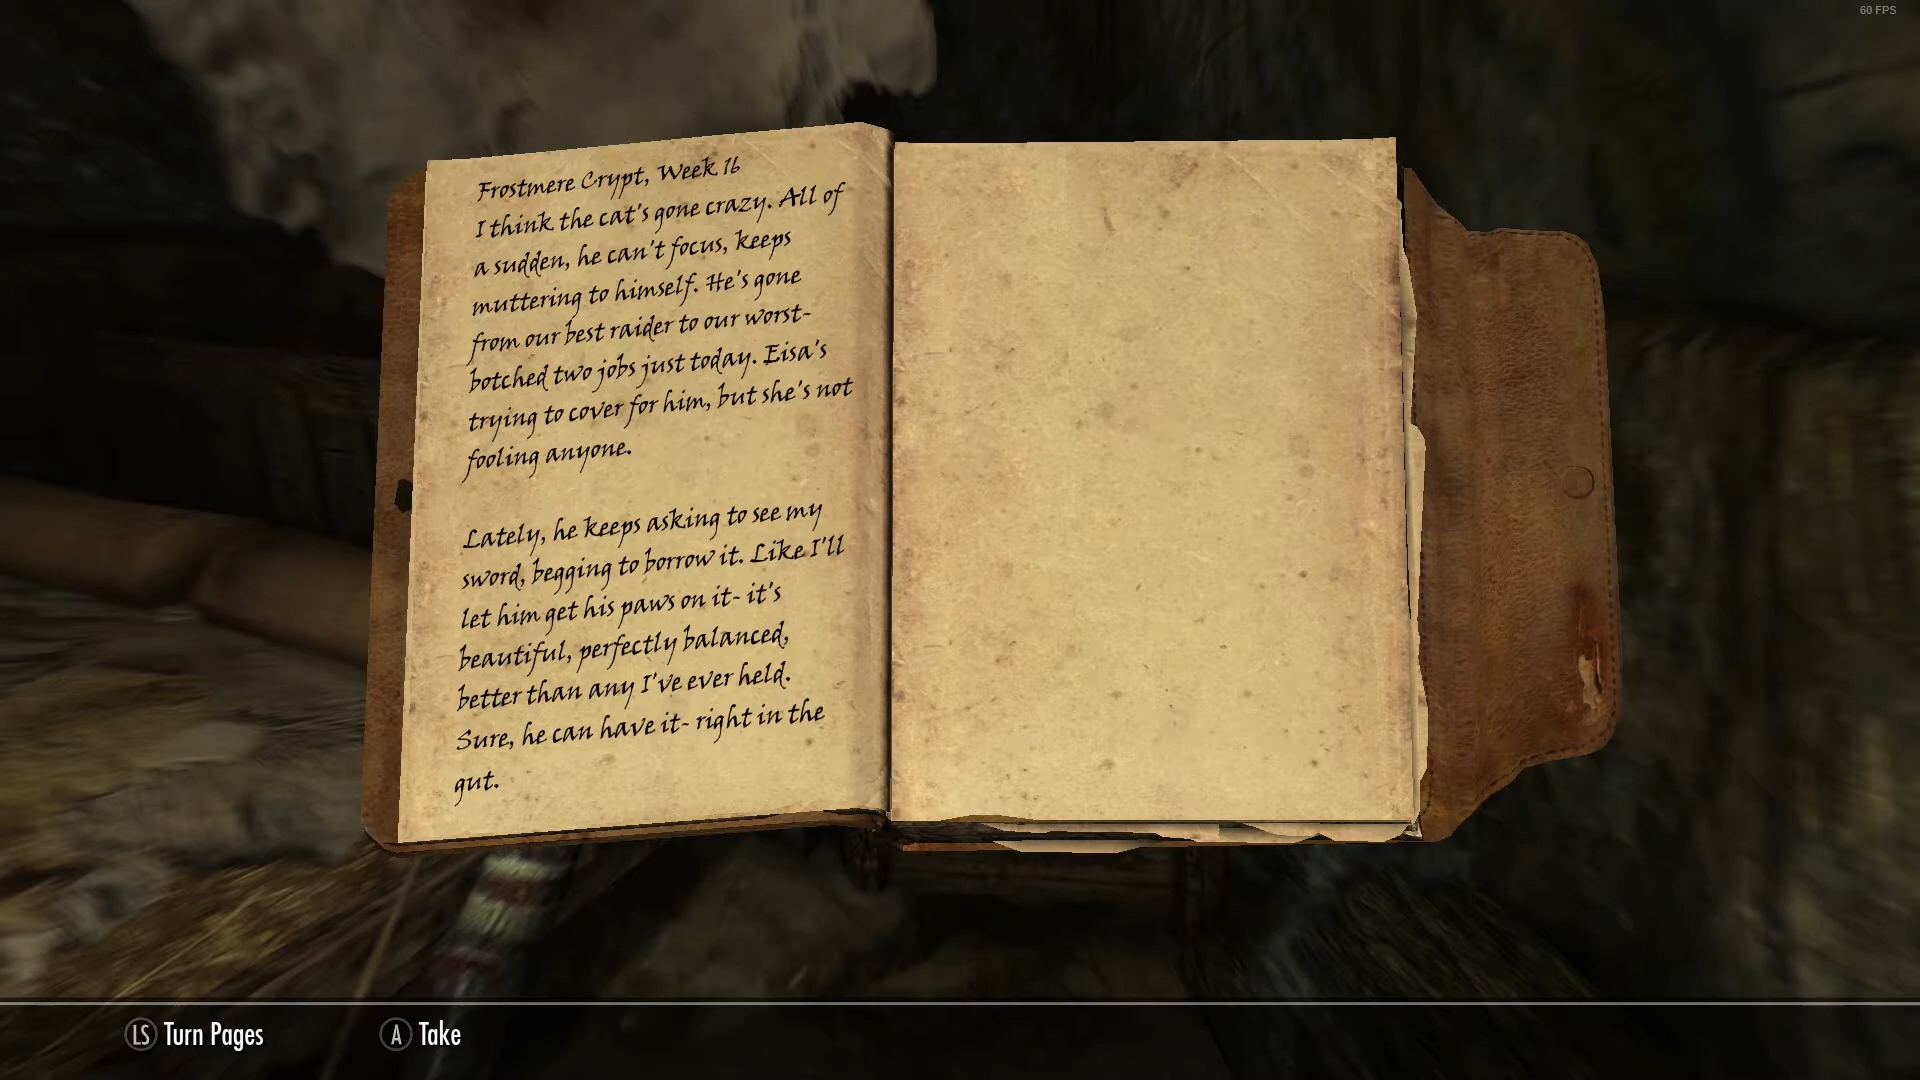 60 FPS
Frostmere Crypt, Week 16
I think the cat's gone crazy. All of
a sudden, he can't focus, keeps
muttering to himself. He's gone
from our best raider to our worst-
botched two jobs just today. Eisa's
trying to cover for him, but she's not
fooling anyone.
Lately, he keeps asking to see my
sword, begging to borrow it. Like I'll
let him get his paws on it- it's
beautiful, perfectly balanced,
better than any I've ever held.
Sure, he can have it- right in the
gut.
LS Turn Pages A Take